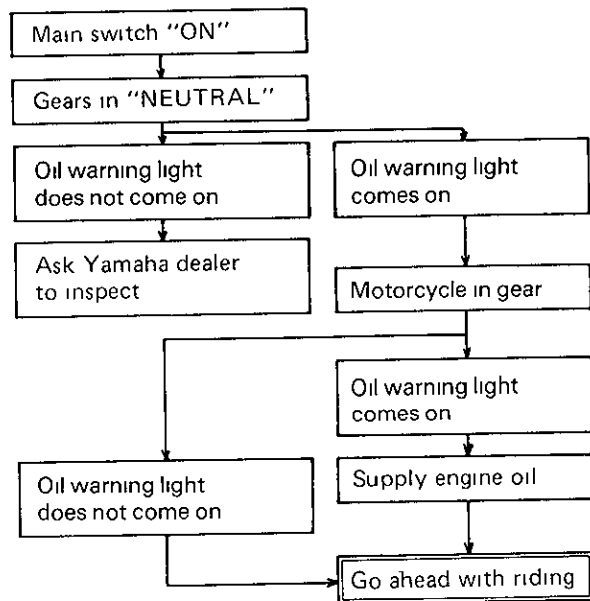 Main switch "ON"
Gears in "NEUTRAL"
Oil warning light
does not come on
Oil warning light
comes on
Ask Yamaha dealer
to inspect
Motorcycle in gear
Oil warning light
comes on
Oil warning light
does not come on
Supply engine oil
Go ahead with riding